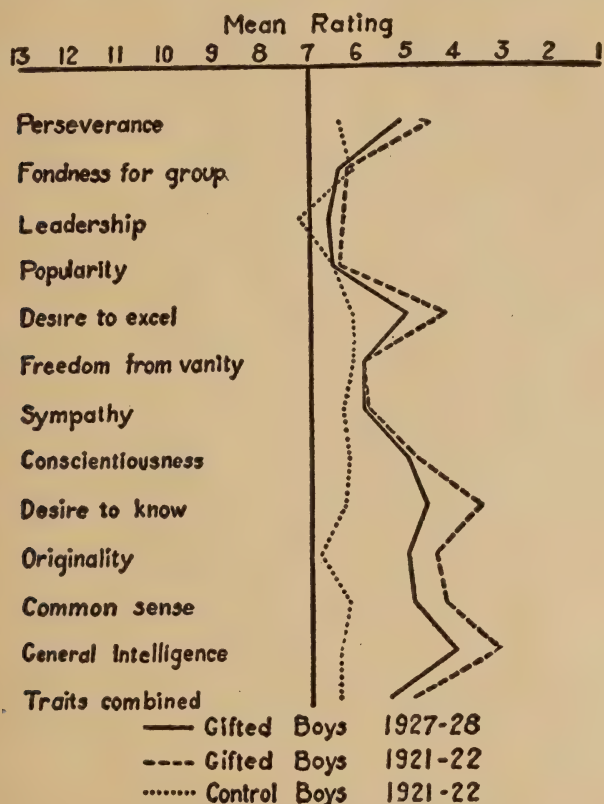 Mean Rating
13 12 11 10 9 8 7 6 5 4 3 2 1
Perseverance
Fondness for group
Leadership
Popularity
Desire to excel
Freedom from vanity
Sympathy
Conscientiousness
Desire to know
Originality
Common sense
General Intelligence
Traits combined
Gifted Boys 1927-28
Gifted Boys 1921-22
Control Boys 1921-22